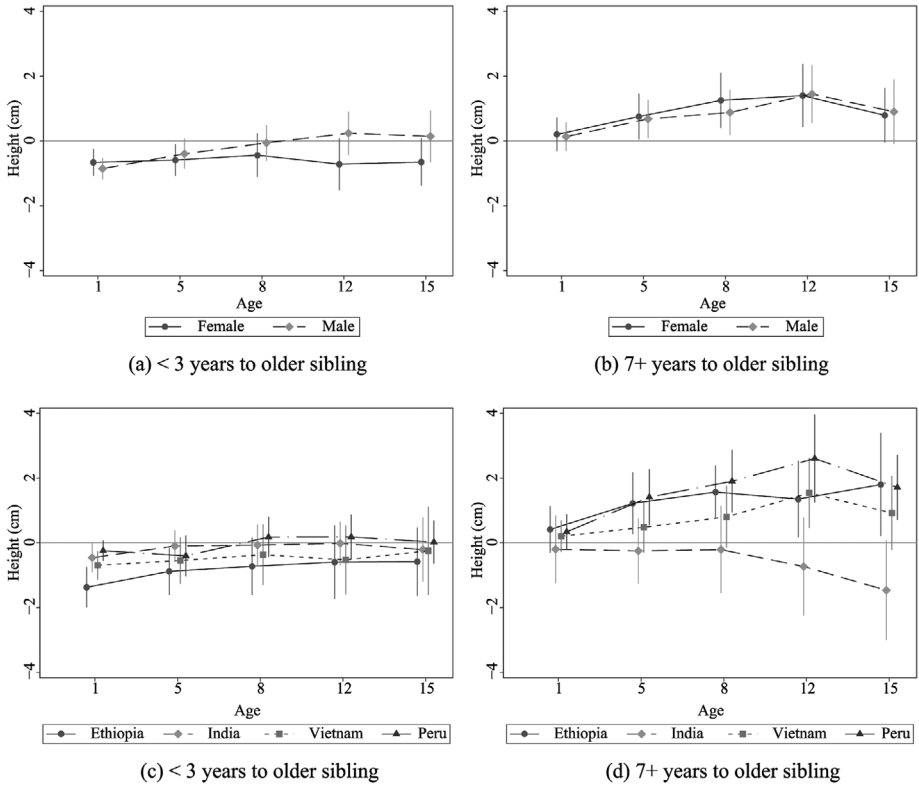 4
2
0
−2
−4
Height (cm)
1 5 8 12 15
Age
Female Male
(a) < 3 years to older sibling
4
2
0
−2
−4
Height (cm)
1 5 8 12 15
Age
Female Male
(b) 7+ years to older sibling
4
2
0
−2
−4
Height (cm)
1 5 8 12 15
Age
Ethiopia India Vietnam Peru
(c) < 3 years to older sibling
4
2
0
−2
−4
Height (cm)
1 5 8 12 15
Age
Ethiopia India Vietnam Peru
(d) 7+ years to older sibling